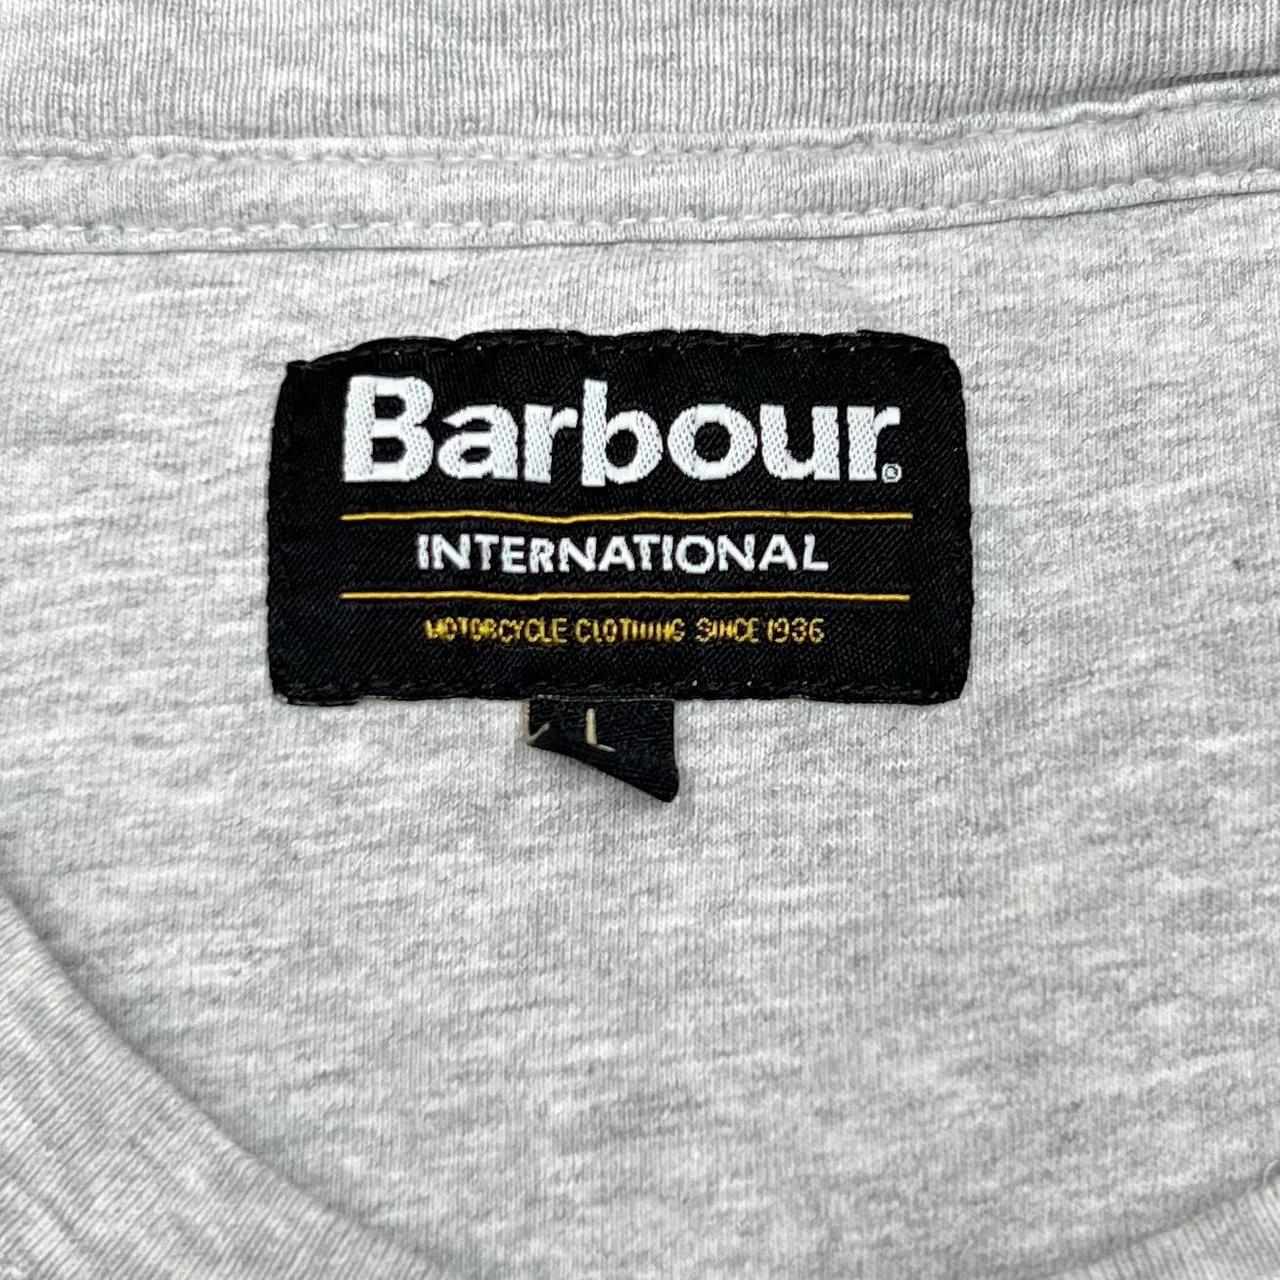 Barbour®
INTERNATIONAL
MOTORCYCLE CLOTHING SINCE 1936
L